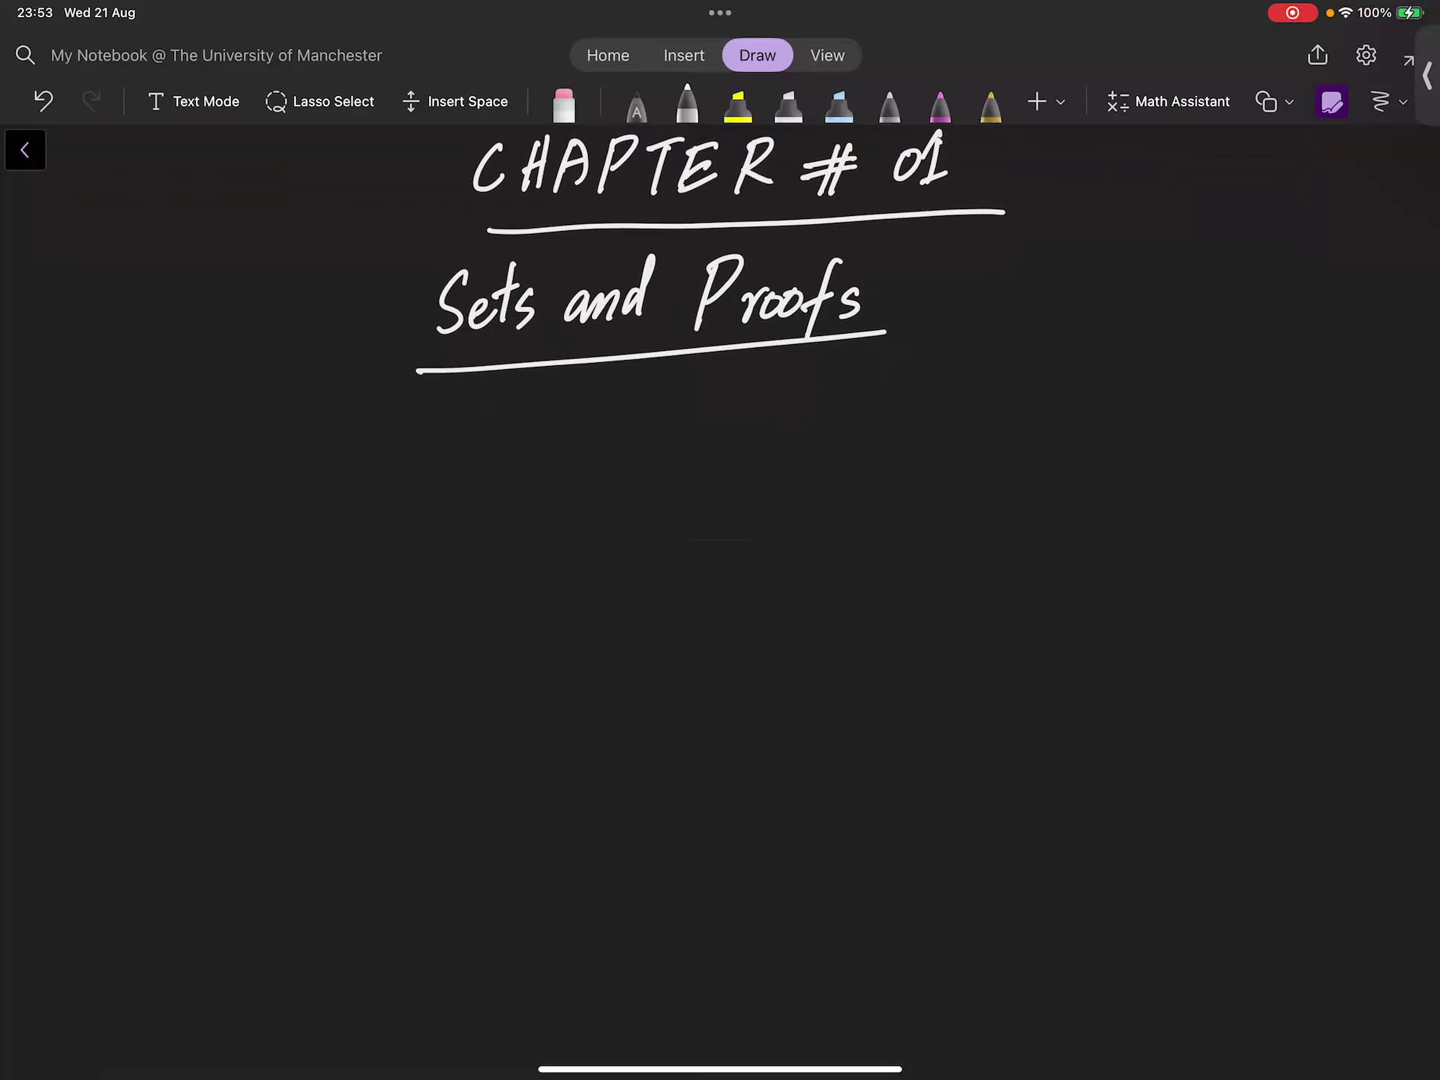 23:53 Wed 21 Aug 100%
My Notebook @ The University of Manchester
Home Insert Draw View
Text Mode Lasso Select Insert Space A Math Assistant
CHAPTER # 01
Sets and Proofs